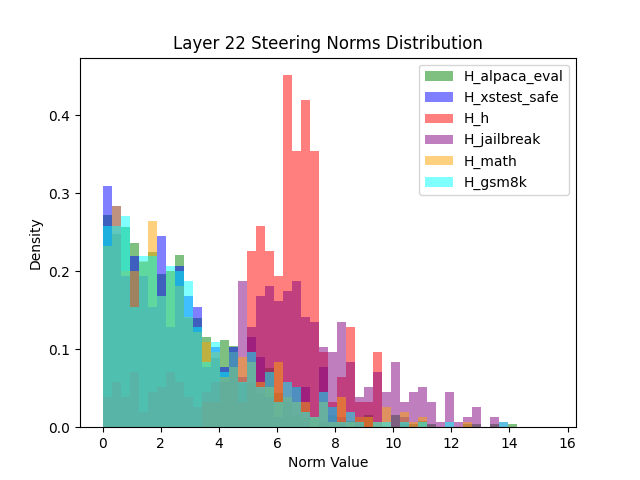 Layer 22 Steering Norms Distribution
H_alpaca_eval
H_xstest_safe
H_h
H_jailbreak
H_math
H_gsm8k
Density
0.4
0.3
0.2
0.1
0.0
0 2 4 6 8 10 12 14 16
Norm Value